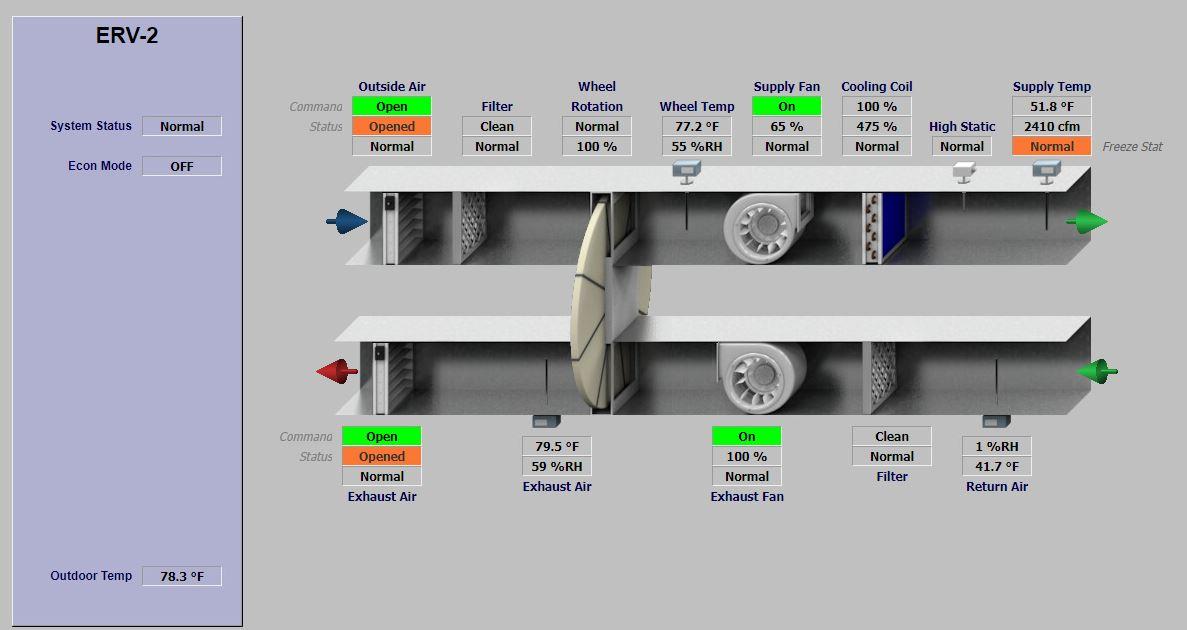 ERV-2
System Status Normal
Econ Mode OFF
Outdoor Temp 78.3 °F
Outside Air
Command Open
Status Opened
Normal
Filter
Clean
Normal
Wheel
Rotation
Normal
100 %
Wheel Temp
77.2 °F
55 %RH
Supply Fan
On
65 %
Normal
Cooling Coil
100 %
475 %
Normal
High Static
Normal
Supply Temp
51.8 °F
2410 cfm
Normal Freeze Stat
Command Open
Status Opened
Normal
Exhaust Air
79.5 °F
59 %RH
Exhaust Air
On
100 %
Normal
Exhaust Fan
Clean
Normal
Filter
1 %RH
41.7 °F
Return Air